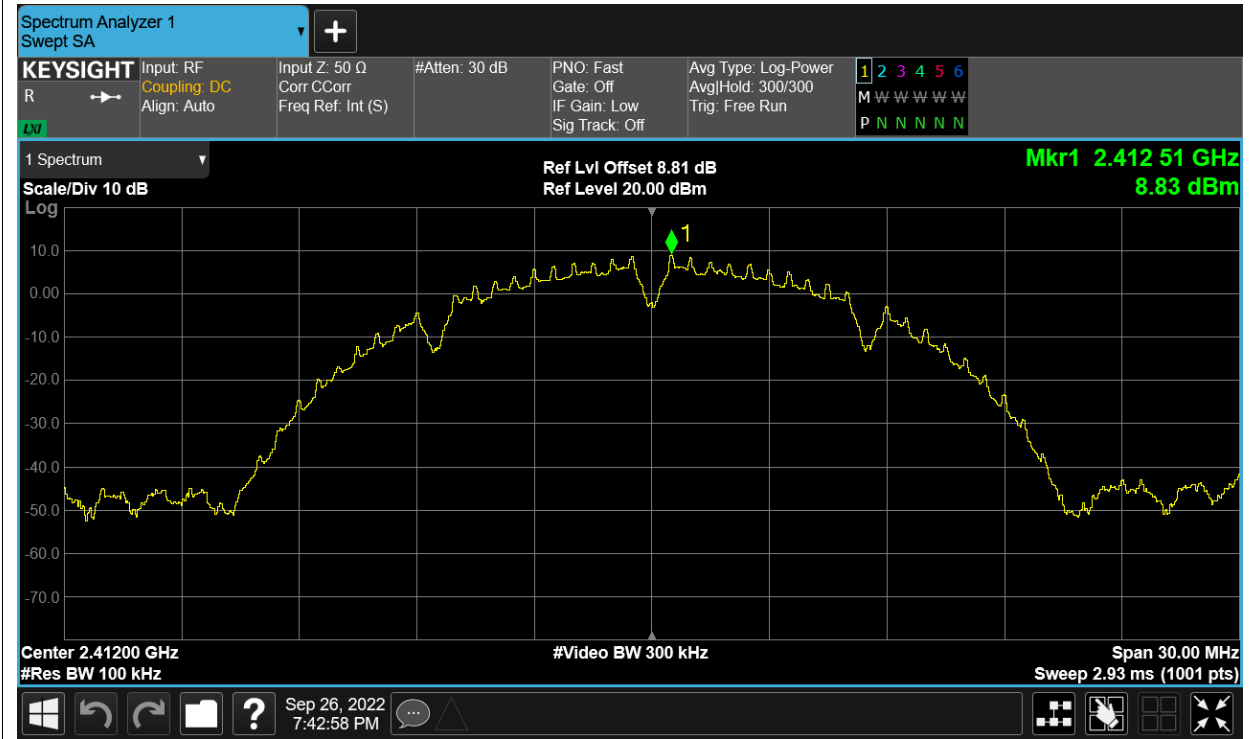 Spectrum Analyzer 1
Swept SA
▼
+
KEYSIGHT
R
LXI
Input: RF
Coupling: DC
Align: Auto
Input Z: 50 Ω
Corr CCorr
Freq Ref: Int (S)
#Atten: 30 dB
PNO: Fast
Gate: Off
IF Gain: Low
Sig Track: Off
Avg Type: Log-Power
Avg|Hold: 300/300
Trig: Free Run
1 2 3 4 5 6
M W W W W W
P N N N N N
1 Spectrum
▼
Scale/Div 10 dB
Ref Lvl Offset 8.81 dB
Ref Level 20.00 dBm
Mkr1 2.412 51 GHz
8.83 dBm
Log
1
10.0
0.00
-10.0
-20.0
-30.0
-40.0
-50.0
-60.0
-70.0
Center 2.41200 GHz
#Video BW 300 kHz
Span 30.00 MHz
#Res BW 100 kHz
Sweep 2.93 ms (1001 pts)
?
Sep 26, 2022
7:42:58 PM